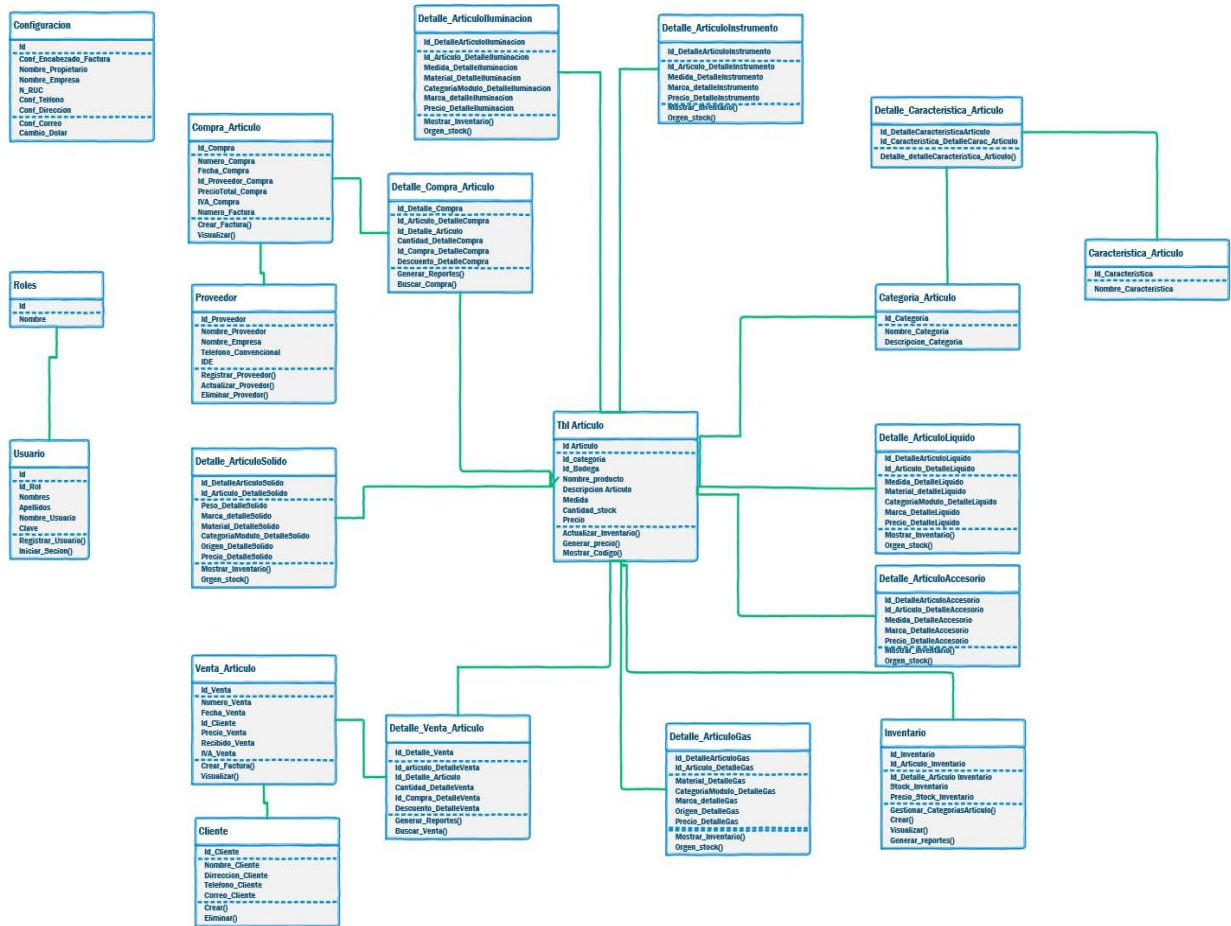 Configuracion
Id
Conf_Encabezado_Factura
Nombre_Propietario
Nombre_Empresa
N_RUC
Conf_Telfono
Conf_Direccion
Conf_Correo
Cambio_Dolar
Detalle_ArticuloIluminacion
Id_DetalleArticuloIluminacion
Id_Articulo_DetalleIluminacion
Medida_DetalleIluminacion
Material_DetalleIluminacion
CategoriaModulo_DetalleIluminacion
Marca_detalleIluminacion
Precio_DetalleIluminacion
Mostrar_Inventario()
Orgen_stock()
Detalle_ArticuloInstrumento
Id_DetalleArticuloInstrumento
Id_Articulo_DetalleInstrumento
Medida_DetalleInstrumento
Marca_detalleInstrumento
Precio_DetalleInstrumento
Mostrar_Inventario()
Orgen_stock()
Detalle_Caracteristica_Articulo
Id_DetalleCaracteristicaArticulo
Id_Caracteristica_DetalleCarac_Articulo
Detalle_detalleCaracteristica_Articulo()
Compra_Articulo
Id_Compra
Numero_Compra
Fecha_Compra
Id_Proveedor_Compra
PrecioTotal_Compra
IVA_Compra
Numero_Factura
Crear_Factura()
Visualizar()
Detalle_Compra_Articulo
Id_Detalle_Compra
Id_Articulo_DetalleCompra
Id_Detalle_Articulo
Cantidad_DetalleCompra
Id_Compra_DetalleCompra
Descuento_DetalleCompra
Generar_Reportes()
Buscar_Compra()
Caracteristica_Articulo
Id_Caracteristica
Nombre_Caracteristica
Roles
Id
Nombre
Proveedor
Id_Proveedor
Nombre_Proveedor
Nombre_Empresa
Telefono_Convencional
IDE
Registrar_Proveedor()
Actualizar_Provedor()
Eliminar_Provedor()
Categoria_Articulo
Id_Categoria
Nombre_Categoria
Descripcion_Categoria
Usuario
Id
Id_Rol
Nombres
Apellidos
Nombre_Usuario
Clave
Registrar_Usuario()
Iniciar_Secion()
Detalle_ArticuloSolido
Id_DetalleArticuloSolido
Id_Articulo_DetalleSolido
Peso_DetalleSolido
Marca_detalleSolido
Material_DetalleSolido
CategoriaModulo_DetalleSolido
Origen_DetalleSolido
Precio_DetalleSolido
Mostrar_Inventario()
Orgen_stock()
Tbl Articulo
Id Articulo
Id_categoria
Id_Bodega
Nombre_producto
Descripcion Articulo
Medida
Cantidad_stock
Precio
Actualizar_Inventario()
Generar_precio()
Mostrar_Codigo()
Detalle_ArticuloLiquido
Id_DetalleArticuloLiquido
Id_Articulo_DetalleLiquido
Medida_DetalleLiquido
Material_detalleLiquido
CategoriaModulo_DetalleLiquido
Marca_DetalleLiquido
Precio_DetalleLiquido
Mostrar_Inventario()
Orgen_stock()
Detalle_ArticuloAccesorio
Id_DetalleArticuloAccesorio
Id_Articulo_DetalleAccesorio
Medida_DetalleAccesorio
Marca_DetalleAccesorio
Precio_DetalleAccesorio
Mostrar_Inventario()
Orgen_stock()
Venta_Articulo
Id_Venta
Numero_Venta
Fecha_Venta
Id_Cliente
Precio_Venta
Recibido_Venta
IVA_Venta
Crear_Factura()
Visualizar()
Detalle_Venta_Articulo
Id_Detalle_Venta
Id_articulo_DetalleVenta
Id_Detalle_Articulo
Cantidad_DetalleVenta
Id_Compra_DetalleVenta
Descuento_DetalleVenta
Generar_Reportes()
Buscar_Venta()
Detalle_ArticuloGas
Id_DetalleArticuloGas
Id_Articulo_DetalleGas
Material_DetalleGas
CategoriaModulo_DetalleGas
Marca_detalleGas
Origen_DetalleGas
Precio_DetalleGas
Mostrar_Inventario()
Orgen_stock()
Inventario
Id_Inventario
Id_Articulo_Inventario
Id_Detalle_Articulo Inventario
Stock_Inventario
Precio_Stock_Inventario
Gestionar_CategoriasArticulo()
Crear()
Visualizar()
Generar_reportes()
Cliente
Id_Cliente
Nombre_Cliente
Dirreccion_Cliente
Telefono_Cliente
Correo_Cliente
Crear()
Eliminar()